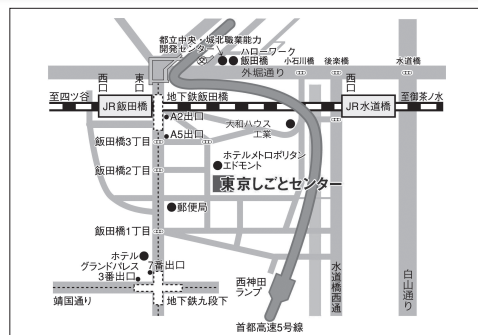 都立中央・城北職業能力
開発センター
ハローワーク
飯田橋
小石川橋
後楽橋
水道橋
外堀通り
西口
東口
西口
至四ツ谷
地下鉄飯田橋
至御茶ノ水
JR飯田橋
JR水道橋
A2出口
大和ハウス
工業
A5出口
飯田橋3丁目
ホテルメトロポリタン
エドモント
飯田橋2丁目
東京しごとセンター
郵便局
飯田橋1丁目
ホテル
グランドパレス
7番出口
3番出口
西神田
ランプ
水道橋西通
白山通り
靖国通り
地下鉄九段下
首都高速5号線